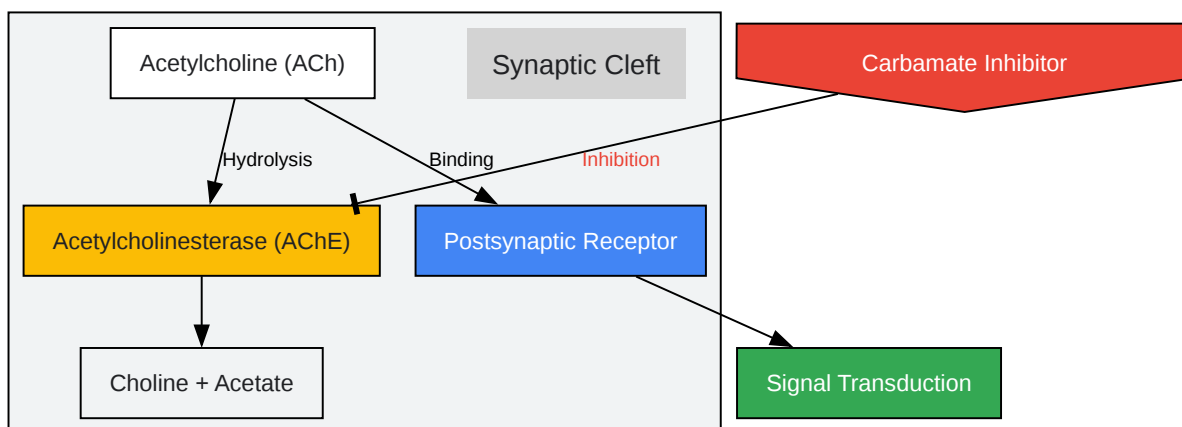 Acetylcholine (ACh)
Synaptic Cleft
Carbamate Inhibitor
Hydrolysis
Binding
Inhibition
Acetylcholinesterase (AChE)
Postsynaptic Receptor
Choline + Acetate
Signal Transduction